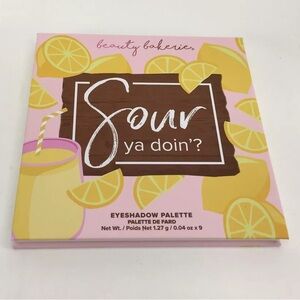 beauty bakerie
Sour
ya doin'?
EYESHADOW PALETTE
PALETTE DE FARD
Net Wt. / Poids Net 1.27 g / 0.04 oz x 9